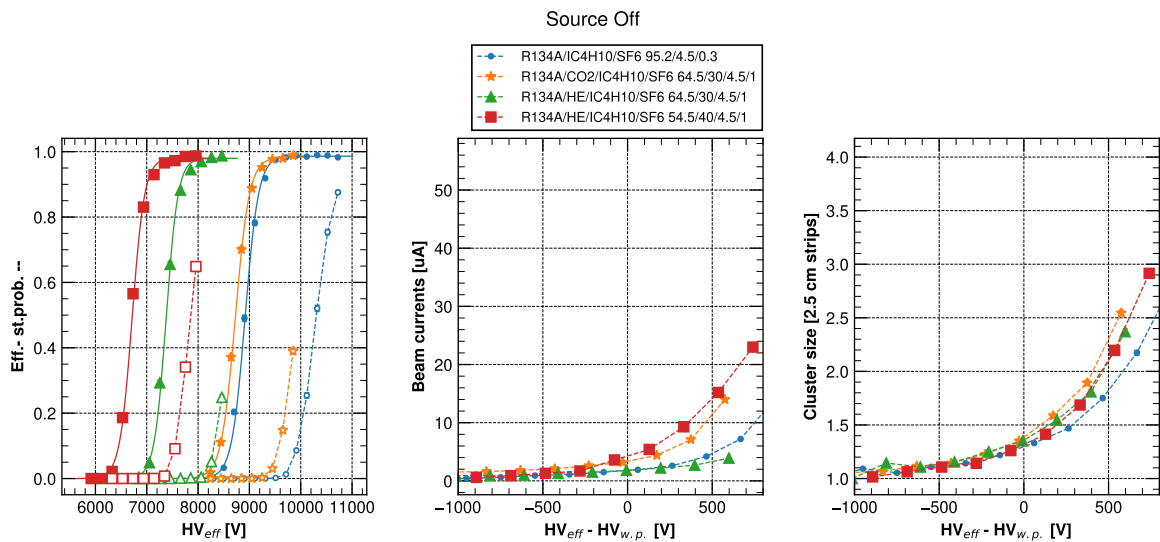 Source Off
R134A/IC4H10/SF6 95.2/4.5/0.3
R134A/CO2/IC4H10/SF6 64.5/30/4.5/1
R134A/HE/IC4H10/SF6 64.5/30/4.5/1
R134A/HE/IC4H10/SF6 54.5/40/4.5/1
Eff.- st.prob. --
1.0
0.8
0.6
0.4
0.2
0.0
6000 7000 8000 9000 10000 11000
HVeff [V]
Beam currents [uA]
50
40
30
20
10
0
−1000 −500 0 500
HVeff - HVw.p. [V]
Cluster size [2.5 cm strips]
4.0
3.5
3.0
2.5
2.0
1.5
1.0
−1000 −500 0 500
HVeff - HVw.p. [V]